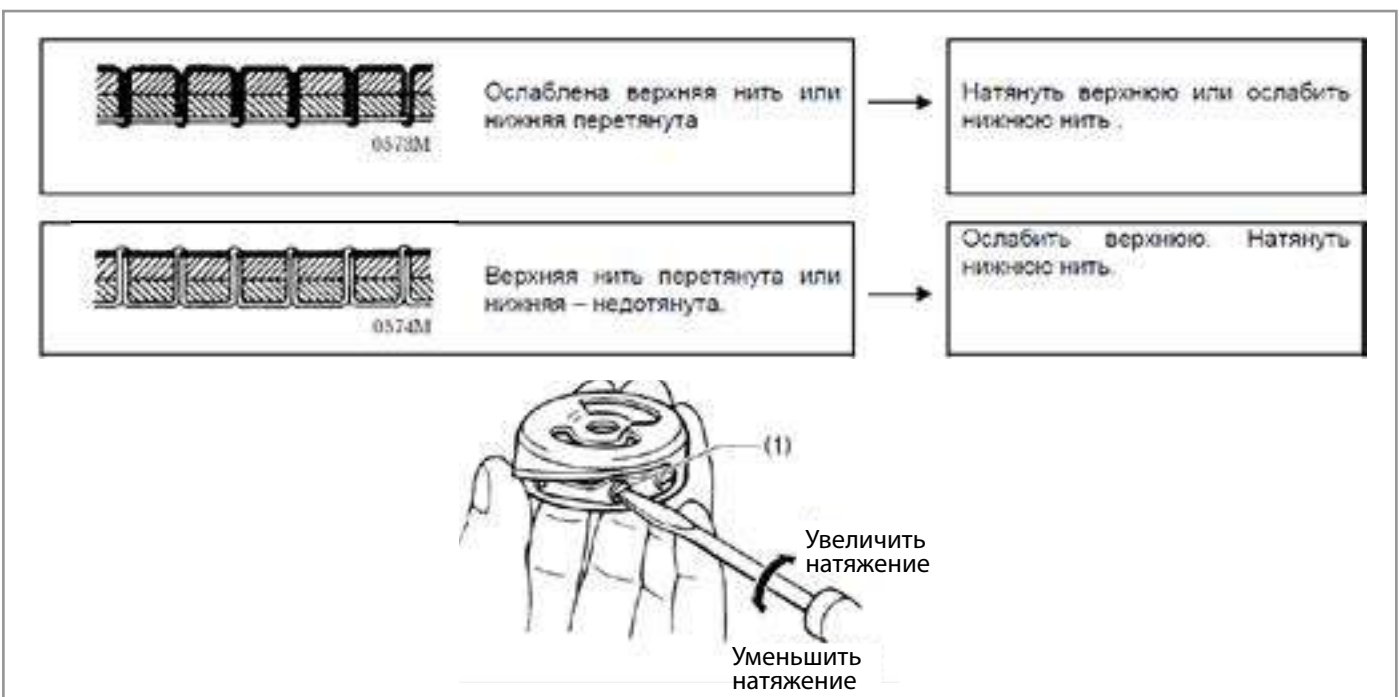 Ослаблена верхняя нить или
нижняя перетянута
0573M
Натянуть верхнюю или ослабить
нижнюю нить .
Верхняя нить перетянута или
нижняя – недотянута.
0574M
Ослабить верхнюю. Натянуть
нижнюю нить.
(1)
Увеличить
натяжение
Уменьшить
натяжение